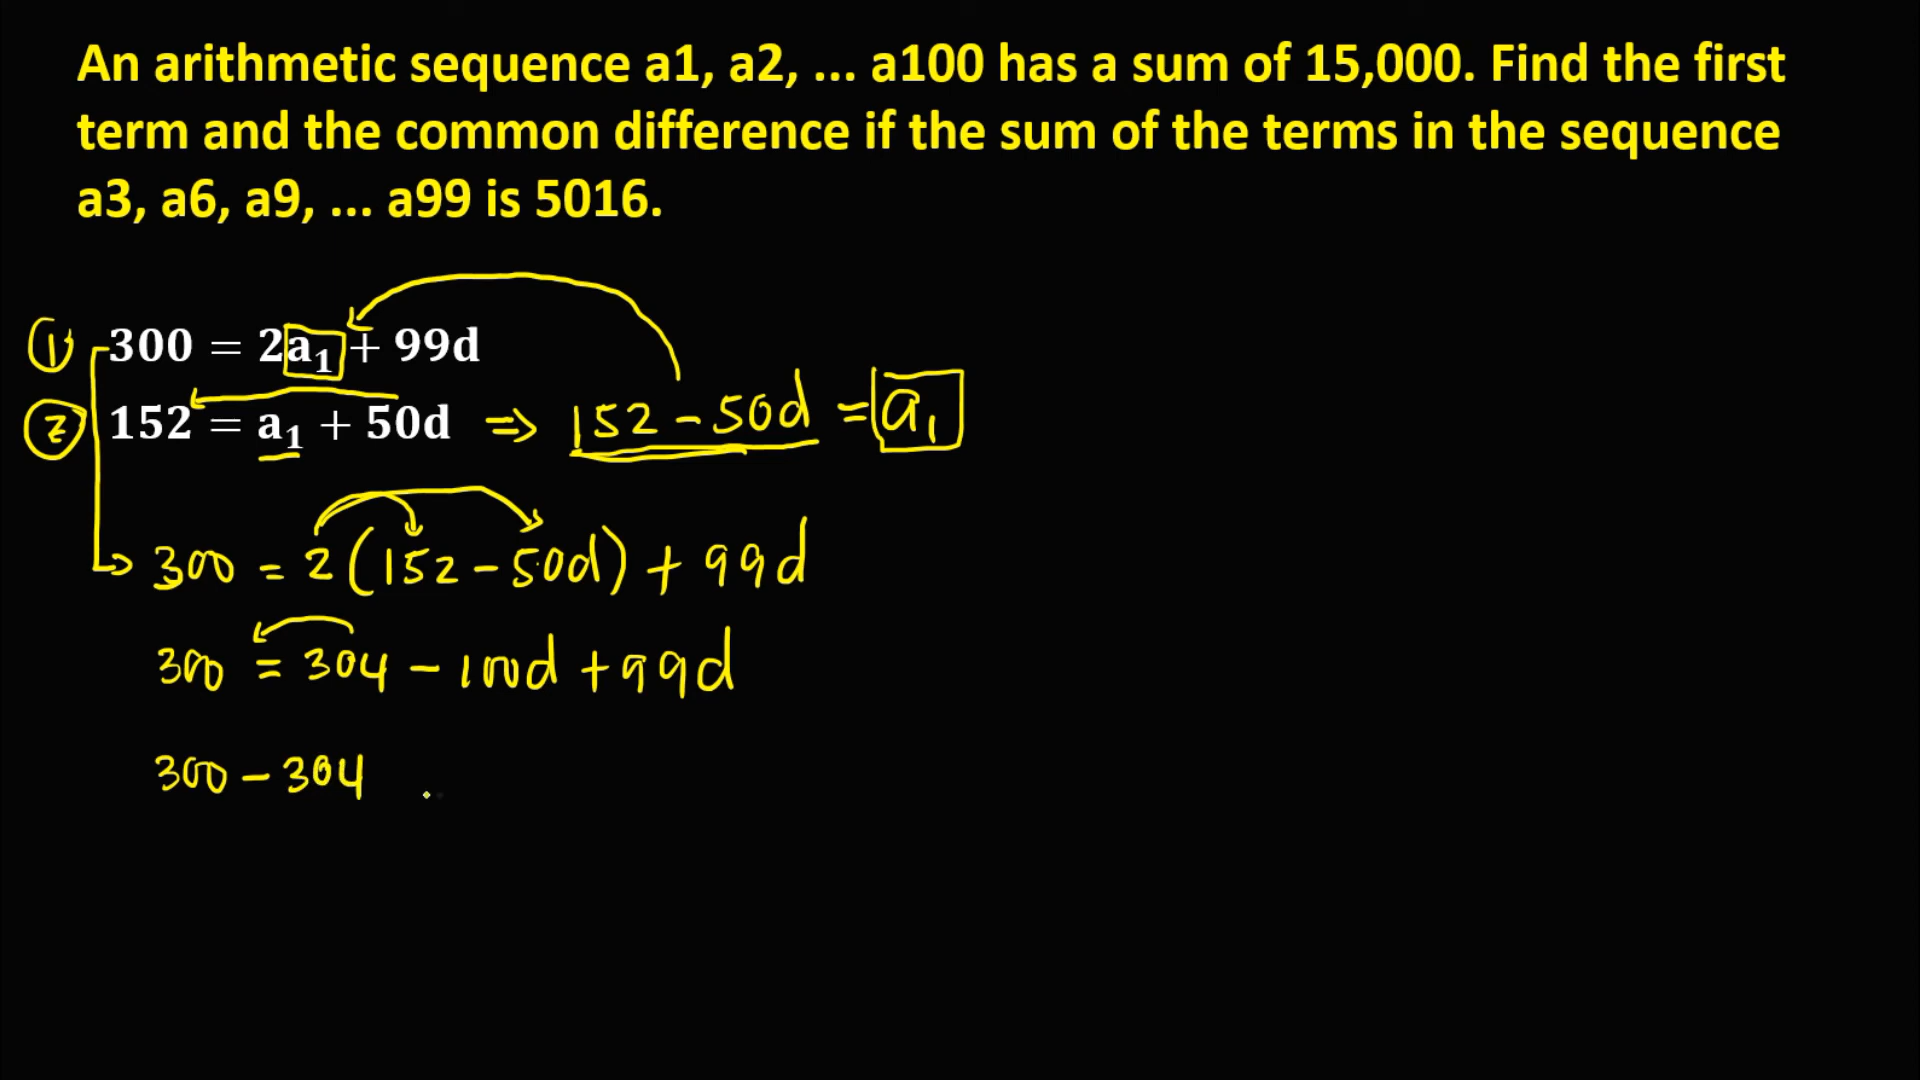 An arithmetic sequence a1, a2, ... a100 has a sum of 15,000. Find the first
term and the common difference if the sum of the terms in the sequence
a3, a6, a9, ... a99 is 5016.
① 300 = 2a₁ + 99d
② 152 = a₁ + 50d ⇒ 152 - 50d = a₁
300 = 2(152 - 50d) + 99d
300 = 304 - 100d + 99d
300 - 304